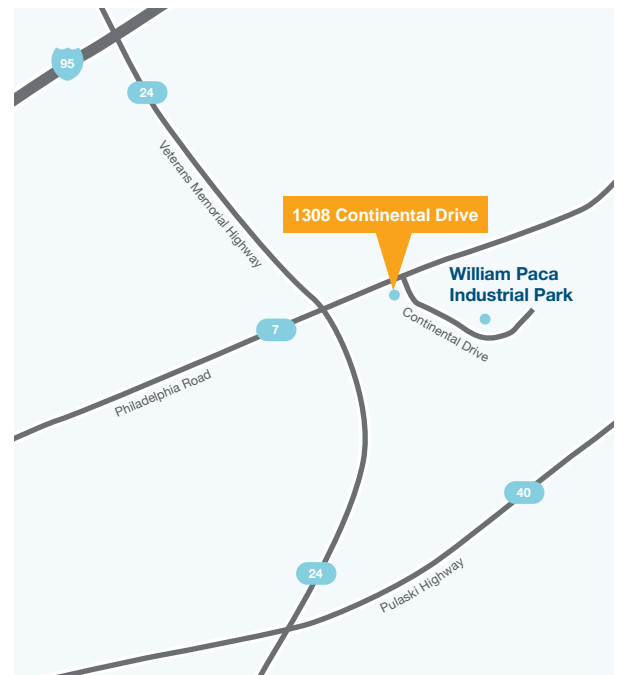 95
24
Veterans Memorial Highway
1308 Continental Drive
William Paca
Industrial Park
Continental Drive
7
Philadelphia Road
40
24
Pulaski Highway